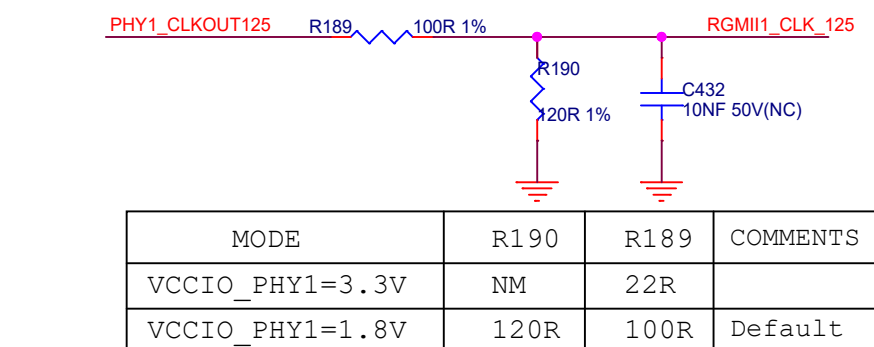 PHY1_CLKOUT125 R189 100R 1% RGMII1_CLK_125
R190
120R 1%
C432
10NF 50V(NC)
MODE R190 R189 COMMENTS
VCCIO_PHY1=3.3V NM 22R
VCCIO_PHY1=1.8V 120R 100R Default